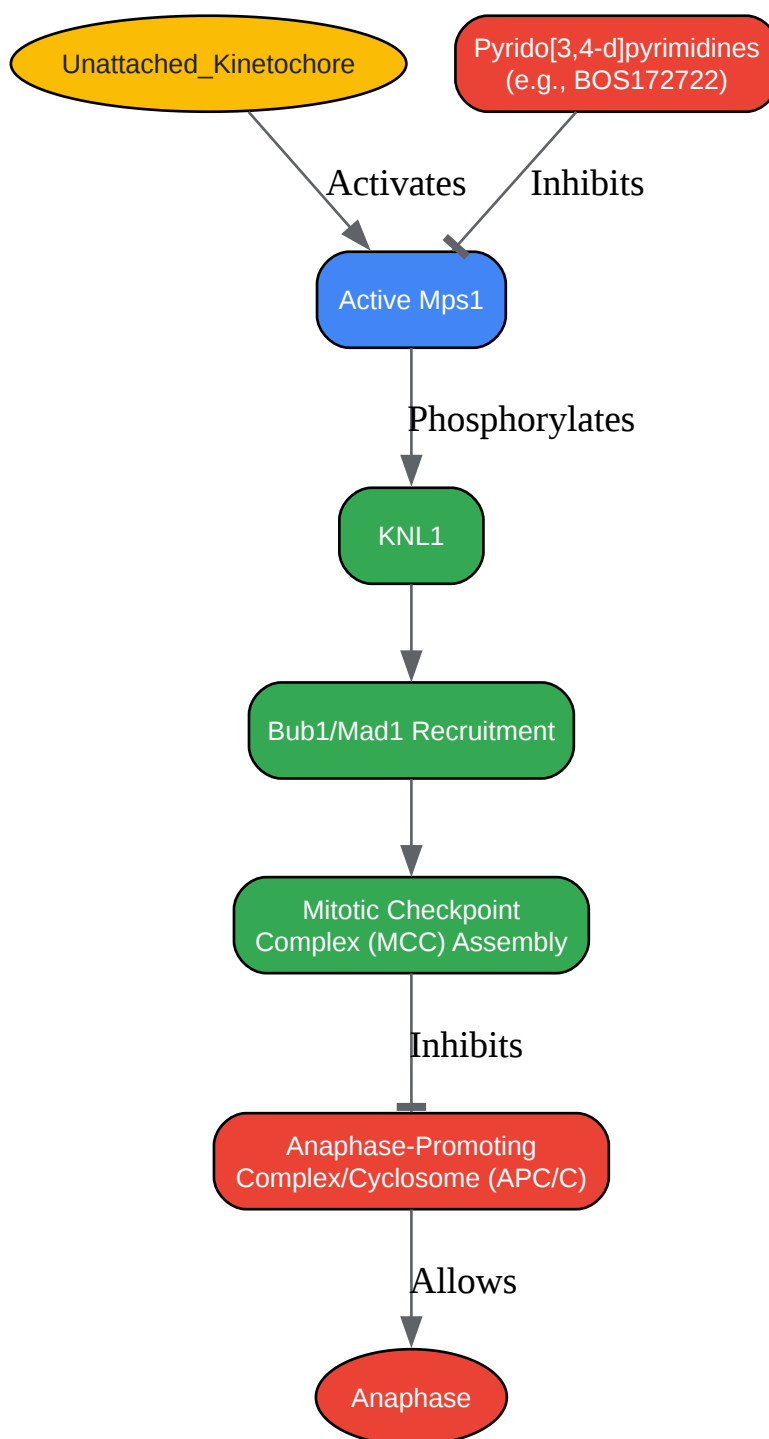 Unattached_Kinetochore
Pyrido[3,4-d]pyrimidines
(e.g., BOS172722)
Activates
Inhibits
Active Mps1
Phosphorylates
KNL1
Bub1/Mad1 Recruitment
Mitotic Checkpoint
Complex (MCC) Assembly
Inhibits
Anaphase-Promoting
Complex/Cyclosome (APC/C)
Allows
Anaphase